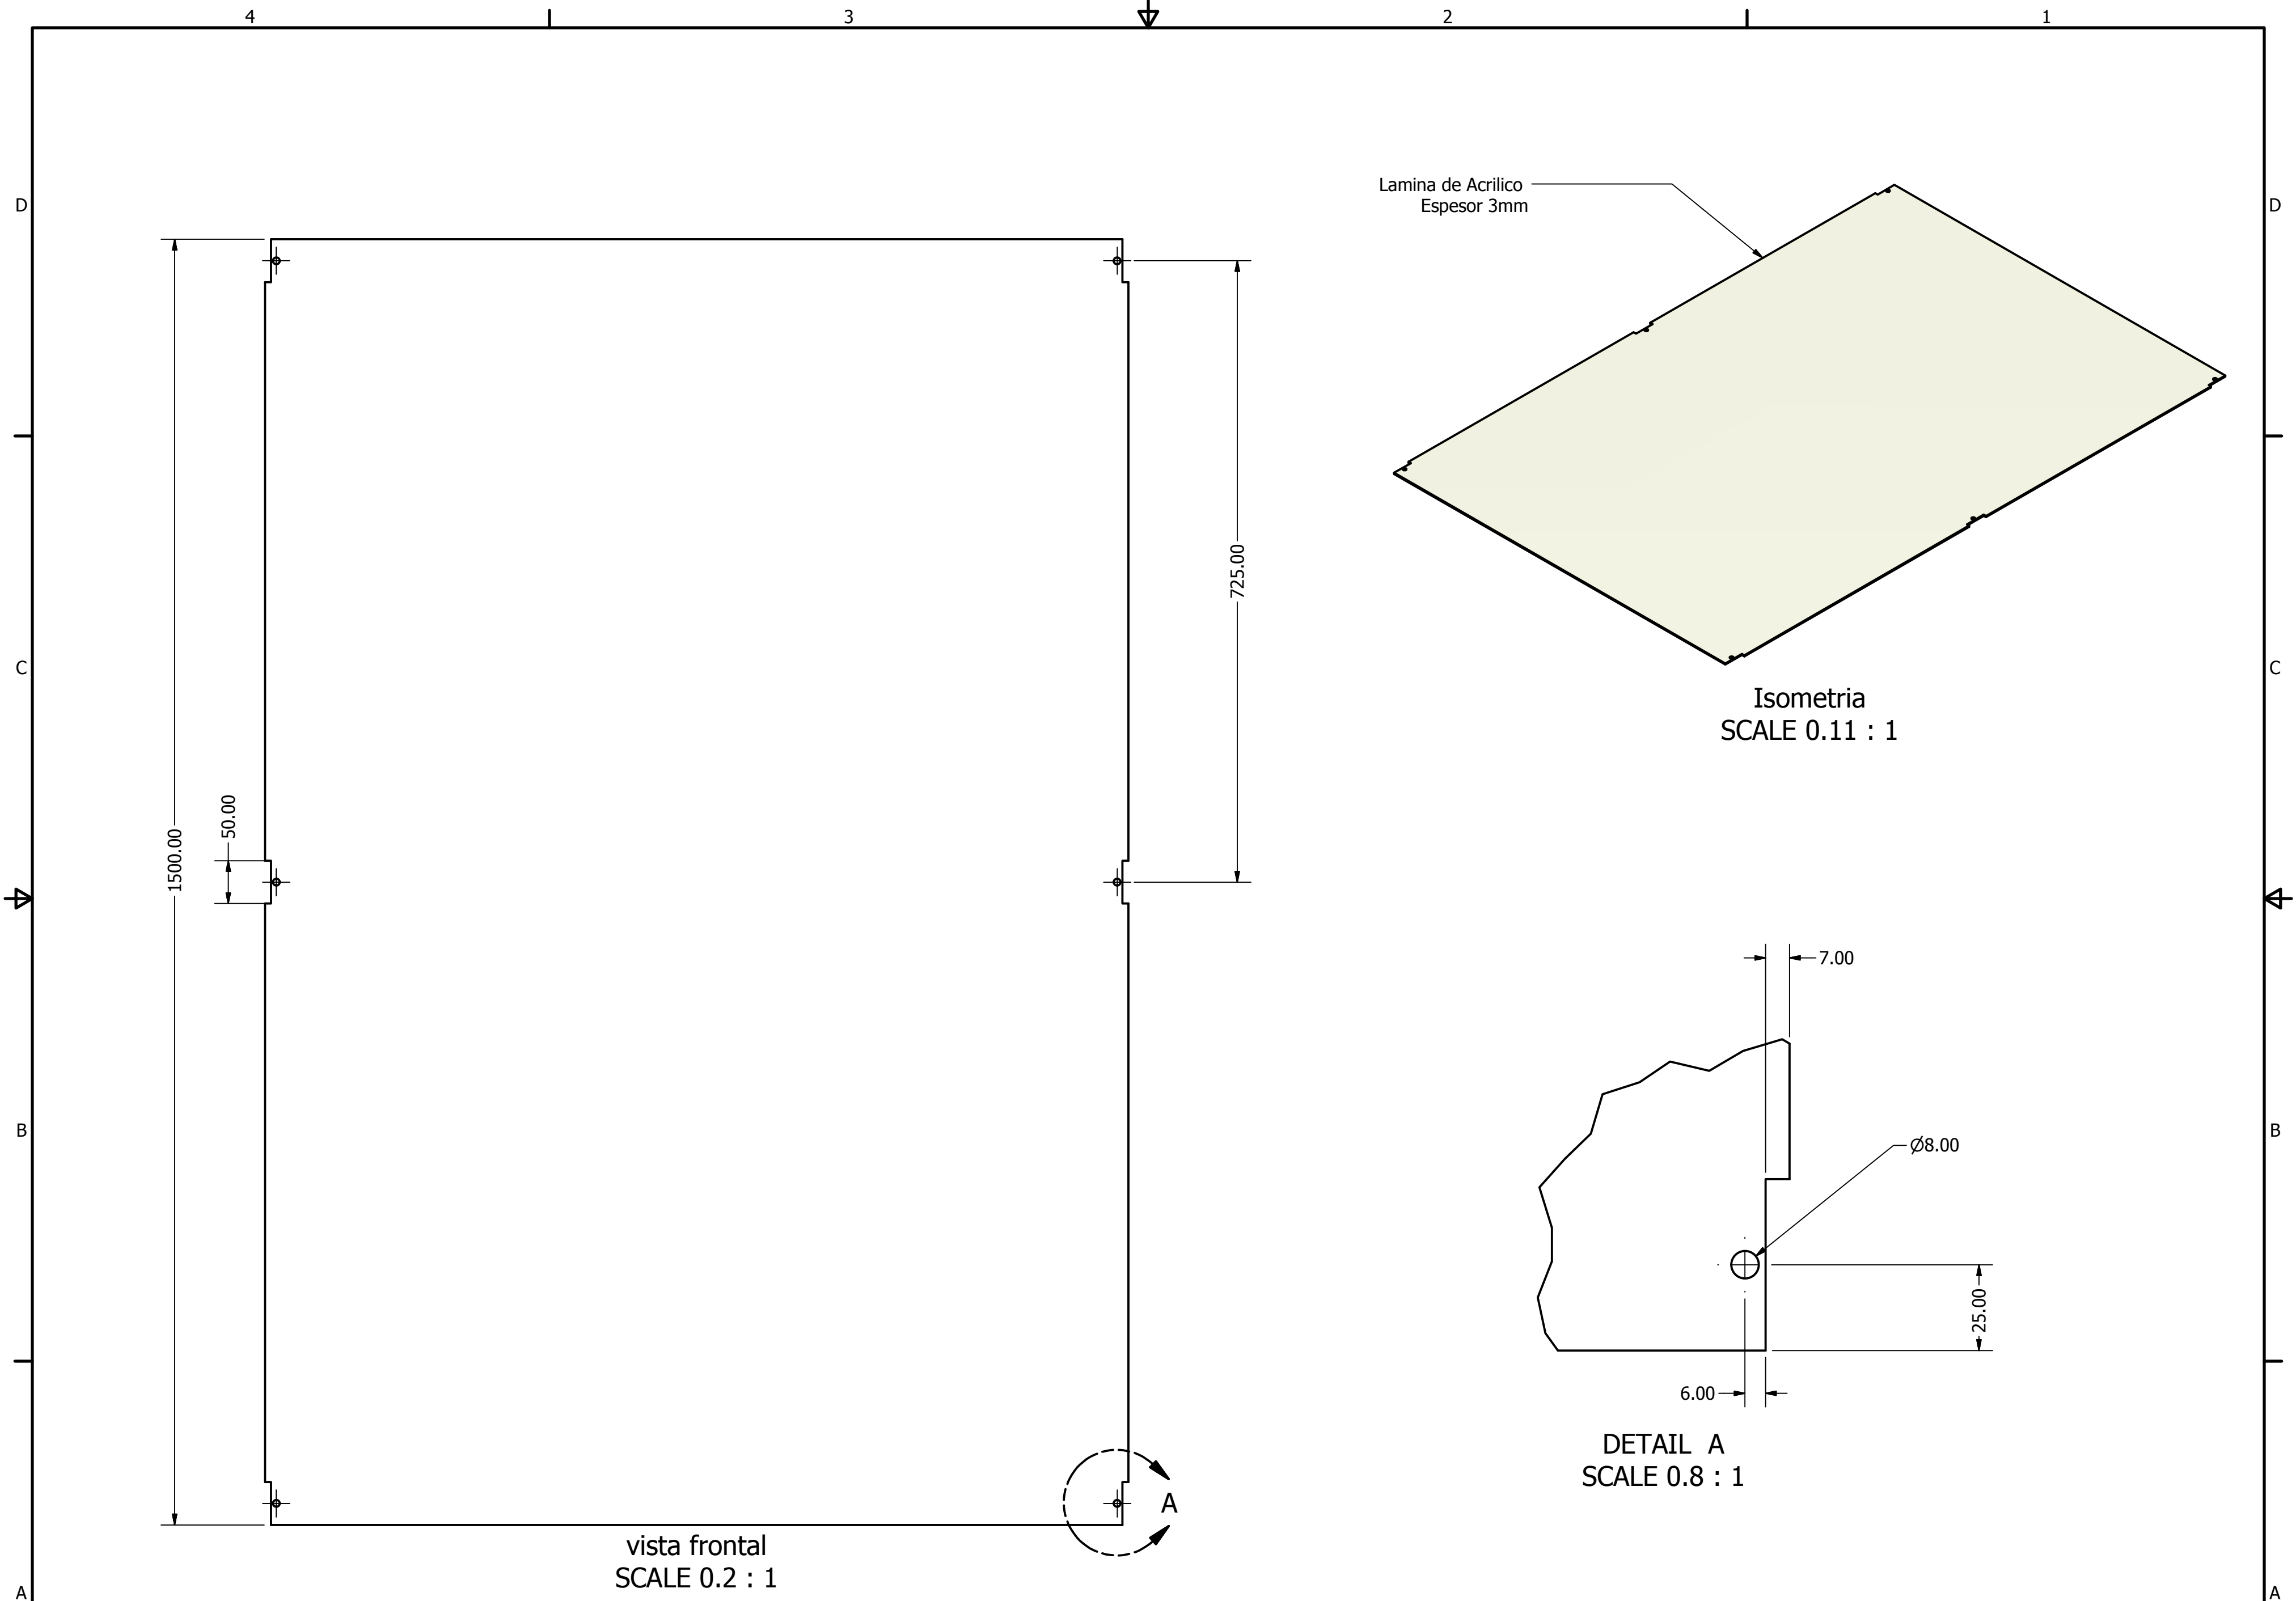 4
3
2
1
D
D
Lamina de Acrilico
Espesor 3mm
725.00
C
C
Isometria
SCALE 0.11 : 1
1500.00
50.00
7.00
B
B
Ø8.00
25.00
6.00
DETAIL A
SCALE 0.8 : 1
A
vista frontal
SCALE 0.2 : 1
A
A